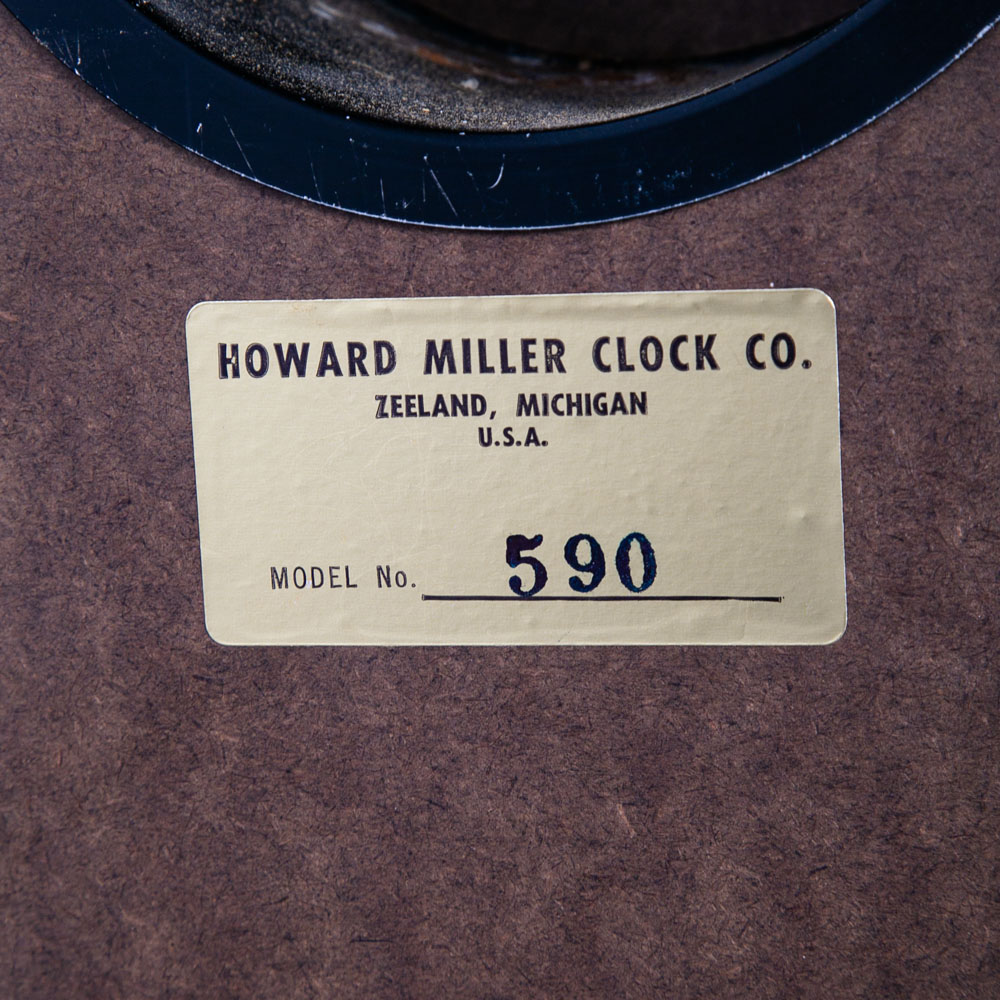 HOWARD MILLER CLOCK CO.
ZEELAND, MICHIGAN
U.S.A.
MODEL No. 590